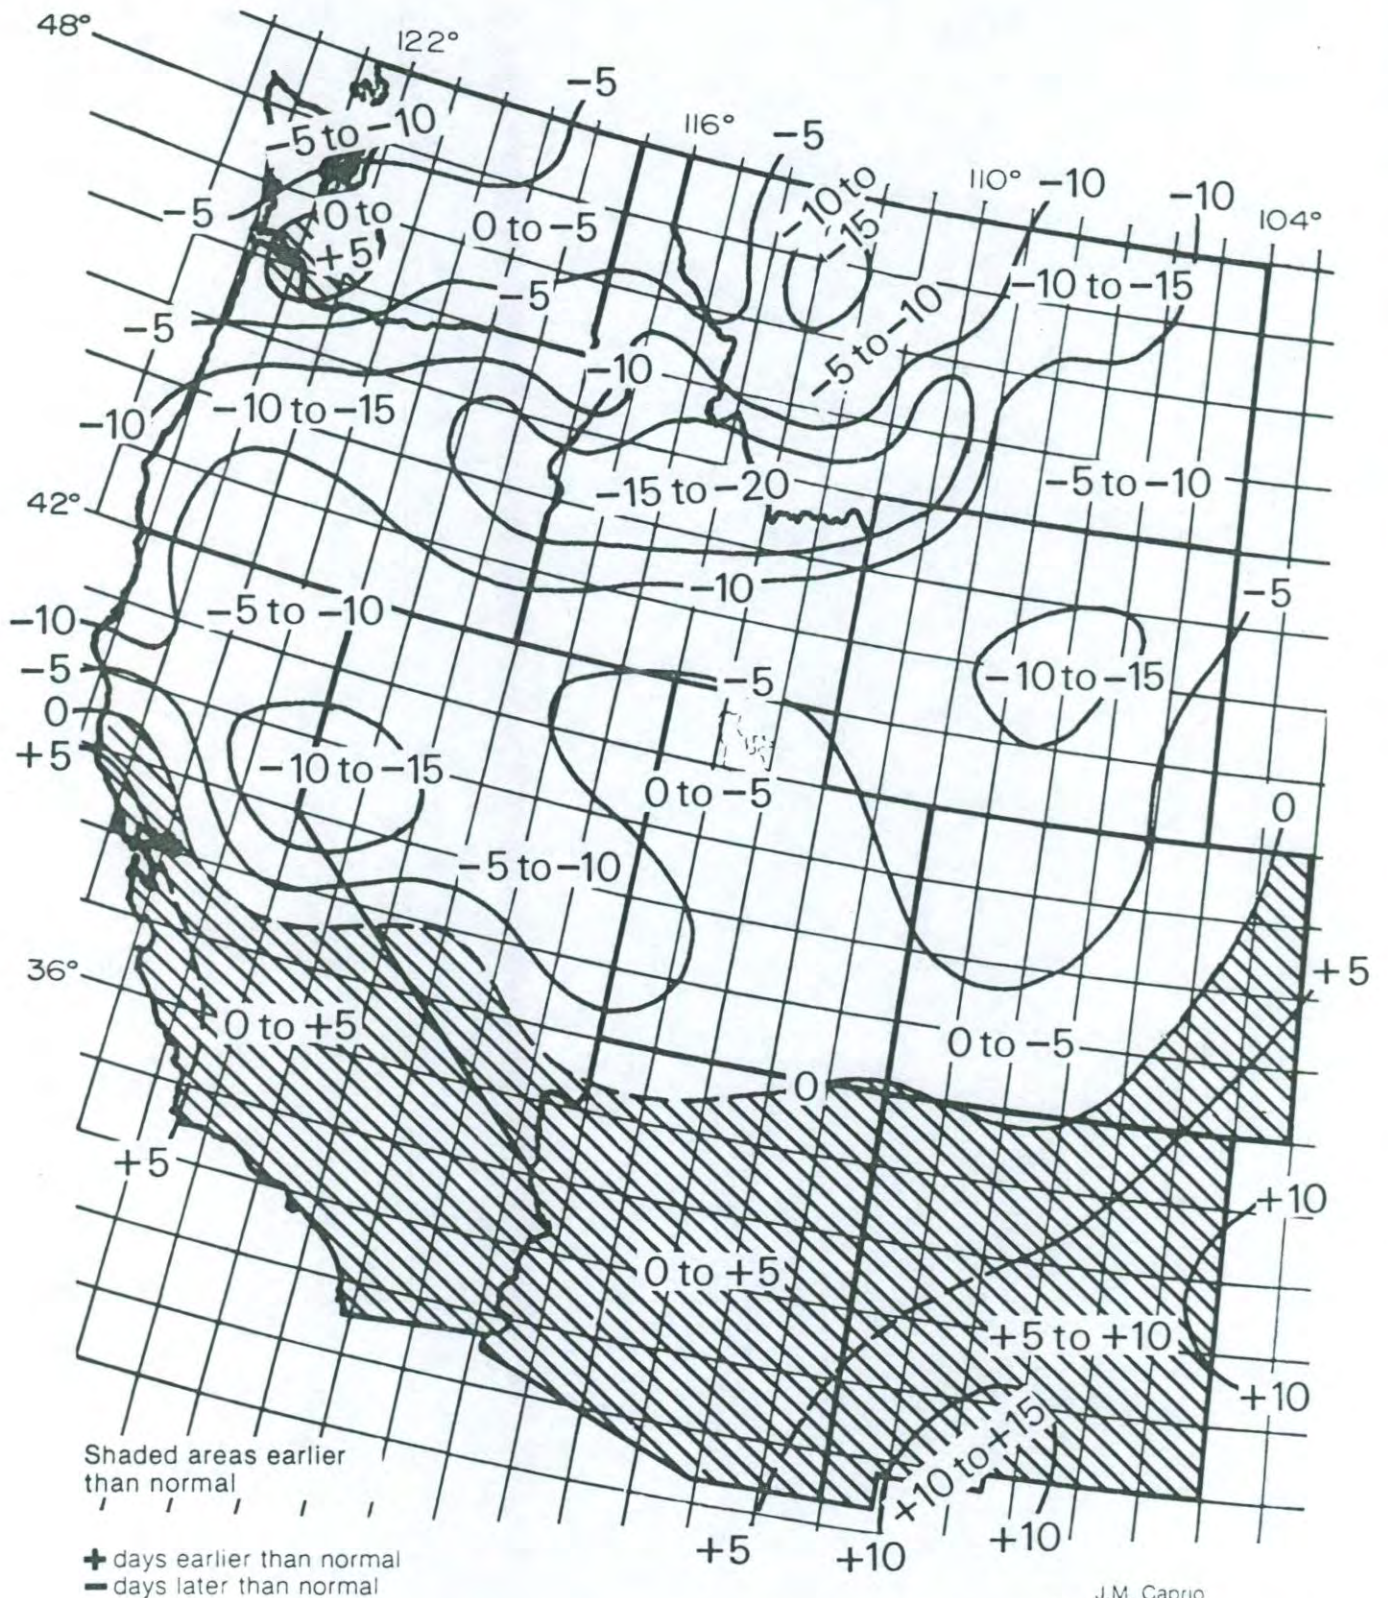 48°
122°
-5
-5 to -10
116°
-5
-10 to
-15
110°
-10
-10
104°
-5
0 to
+5
0 to -5
-10 to -15
-5
-5 to -10
-5
-10
-10 to -15
-10
-15 to -20
-5 to -10
42°
-10
-5
-5 to -10
-10
-5
-10 to -15
-5
0
+5
-10 to -15
0 to -5
0
-5 to -10
36°
+5
0 to +5
0 to -5
0
+5
+10
0 to +5
+5 to +10
+10
+10 to +15
Shaded areas earlier
than normal
+5
+10
+10
+ days earlier than normal
- days later than normal
J.M. Caprio